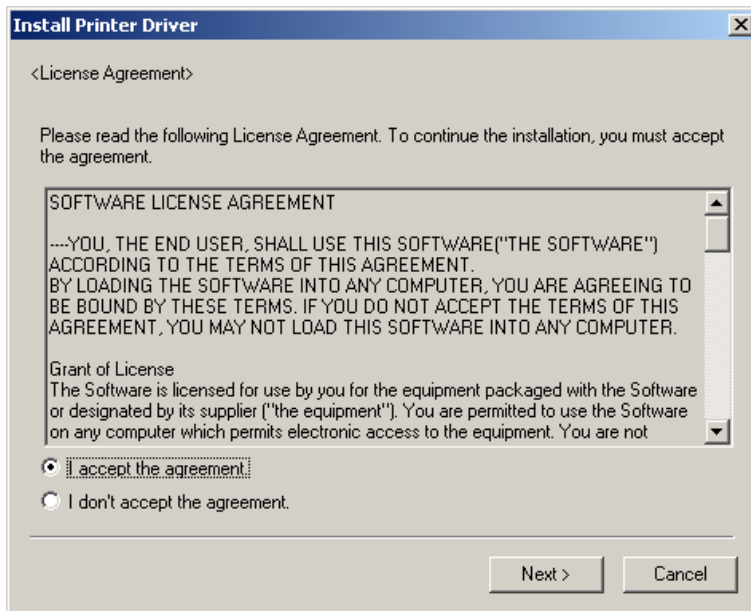 Install Printer Driver
<License Agreement>
Please read the following License Agreement. To continue the installation, you must accept
the agreement.
SOFTWARE LICENSE AGREEMENT
----YOU, THE END USER, SHALL USE THIS SOFTWARE("THE SOFTWARE")
ACCORDING TO THE TERMS OF THIS AGREEMENT.
BY LOADING THE SOFTWARE INTO ANY COMPUTER, YOU ARE AGREEING TO
BE BOUND BY THESE TERMS. IF YOU DO NOT ACCEPT THE TERMS OF THIS
AGREEMENT, YOU MAY NOT LOAD THIS SOFTWARE INTO ANY COMPUTER.
Grant of License
The Software is licensed for use by you for the equipment packaged with the Software
or designated by its supplier ("the equipment"). You are permitted to use the Software
on any computer which permits electronic access to the equipment. You are not
I accept the agreement.
I don't accept the agreement.
Next >
Cancel